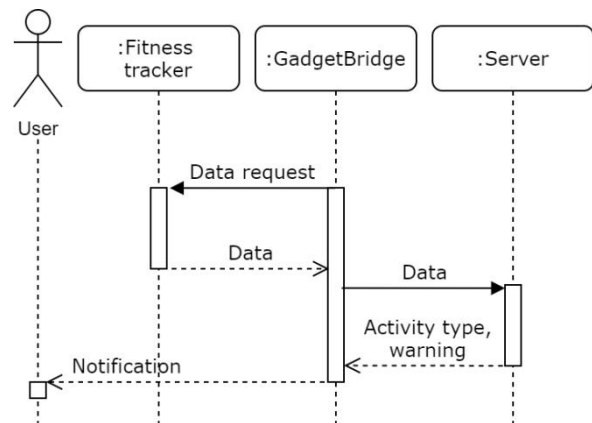 :Fitness
tracker
:GadgetBridge
:Server
User
Data request
Data
Data
Activity type,
warning
Notification